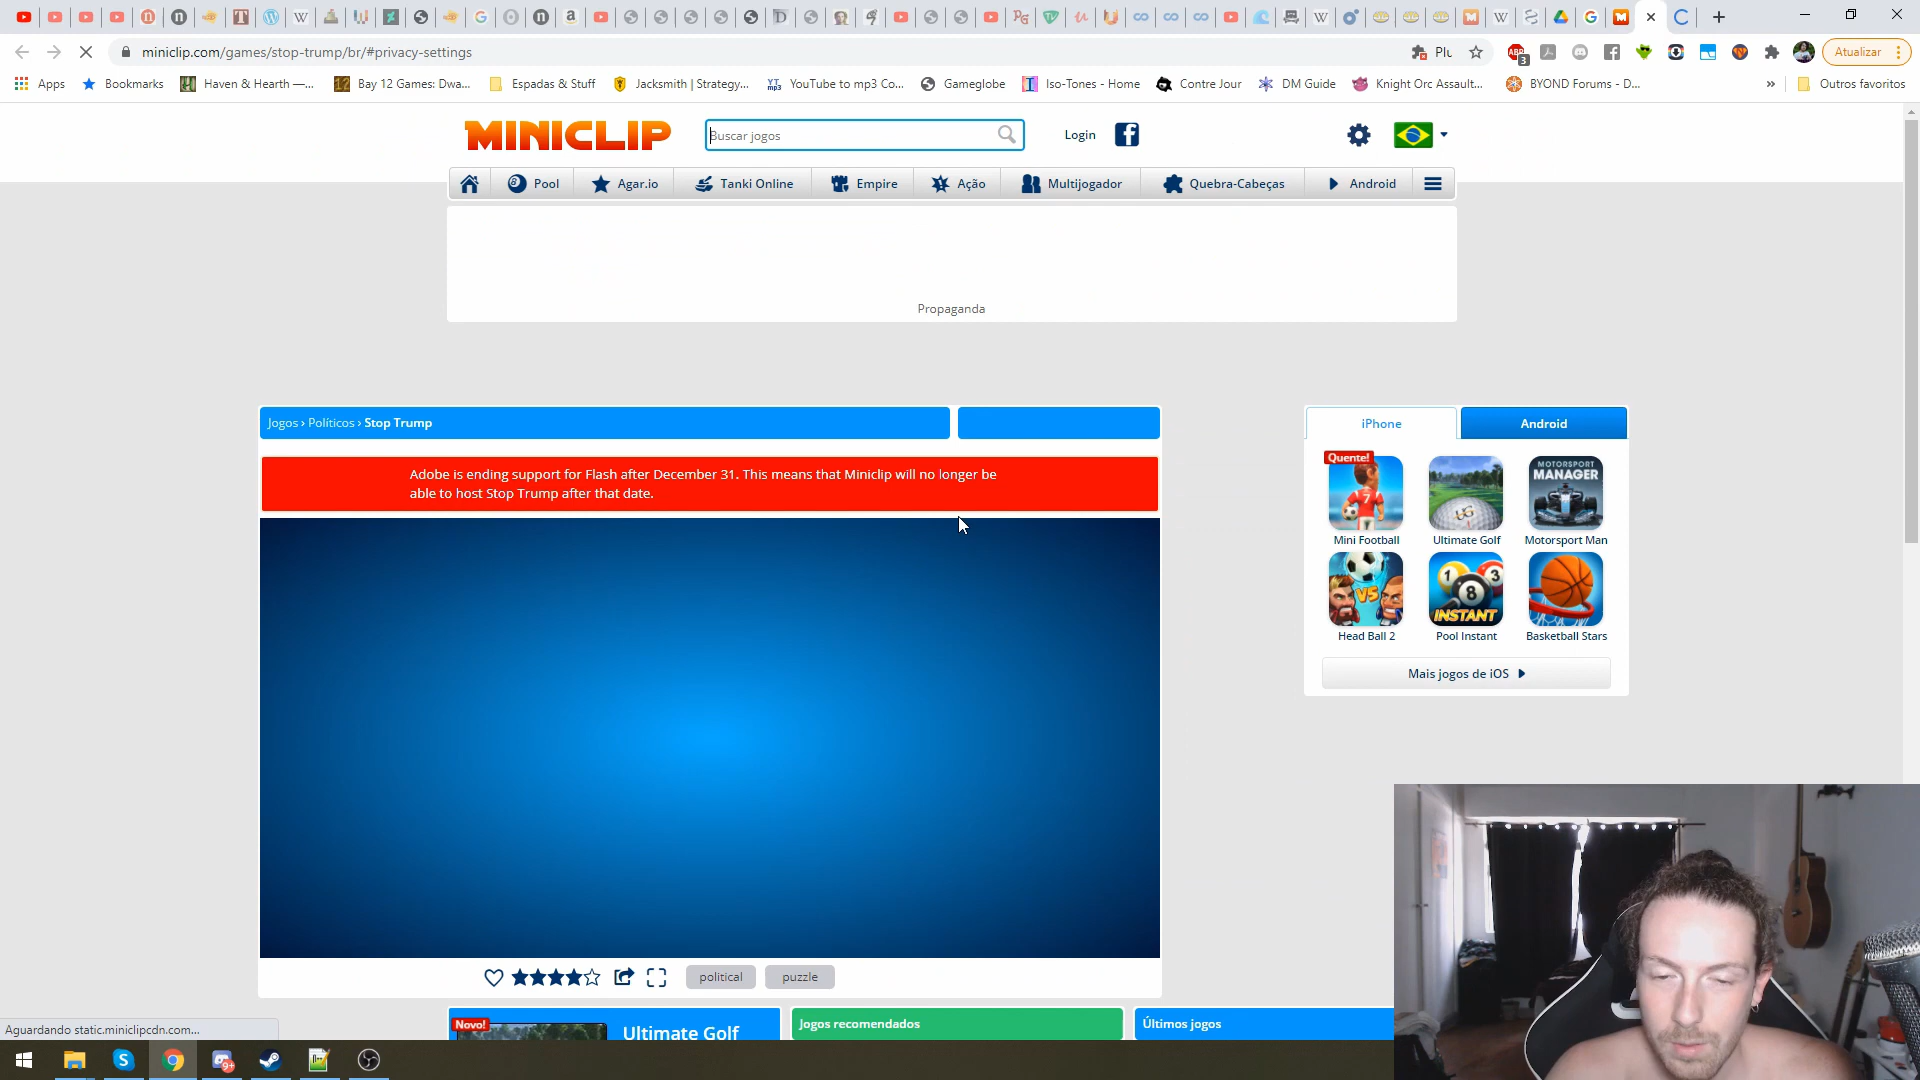 miniclip.com/games/stop-trump/br/#privacy-settings
Plu
3
Atualizar
Apps
Bookmarks
Haven & Hearth —...
12
Bay 12 Games: Dwa...
Espadas & Stuff
Jacksmith | Strategy...
YouTube to mp3 Co...
Gameglobe
Iso-Tones - Home
Contre Jour
DM Guide
Knight Orc Assault...
BYOND Forums - D...
»
Outros favoritos
MINICLIP
Buscar jogos
Login
Pool
Agar.io
Tanki Online
Empire
Ação
Multijogador
Quebra-Cabeças
Android
Propaganda
Jogos › Políticos › Stop Trump
Adobe is ending support for Flash after December 31. This means that Miniclip will no longer be
able to host Stop Trump after that date.
iPhone
Android
Quente!
MOTORSPORT
MANAGER
Mini Football
Ultimate Golf
Motorsport Man
VS
INSTANT
Head Ball 2
Pool Instant
Basketball Stars
Mais jogos de iOS
political
puzzle
Novo!
Ultimate Golf
Jogos recomendados
Últimos jogos
Aguardando static.miniclipcdn.com...